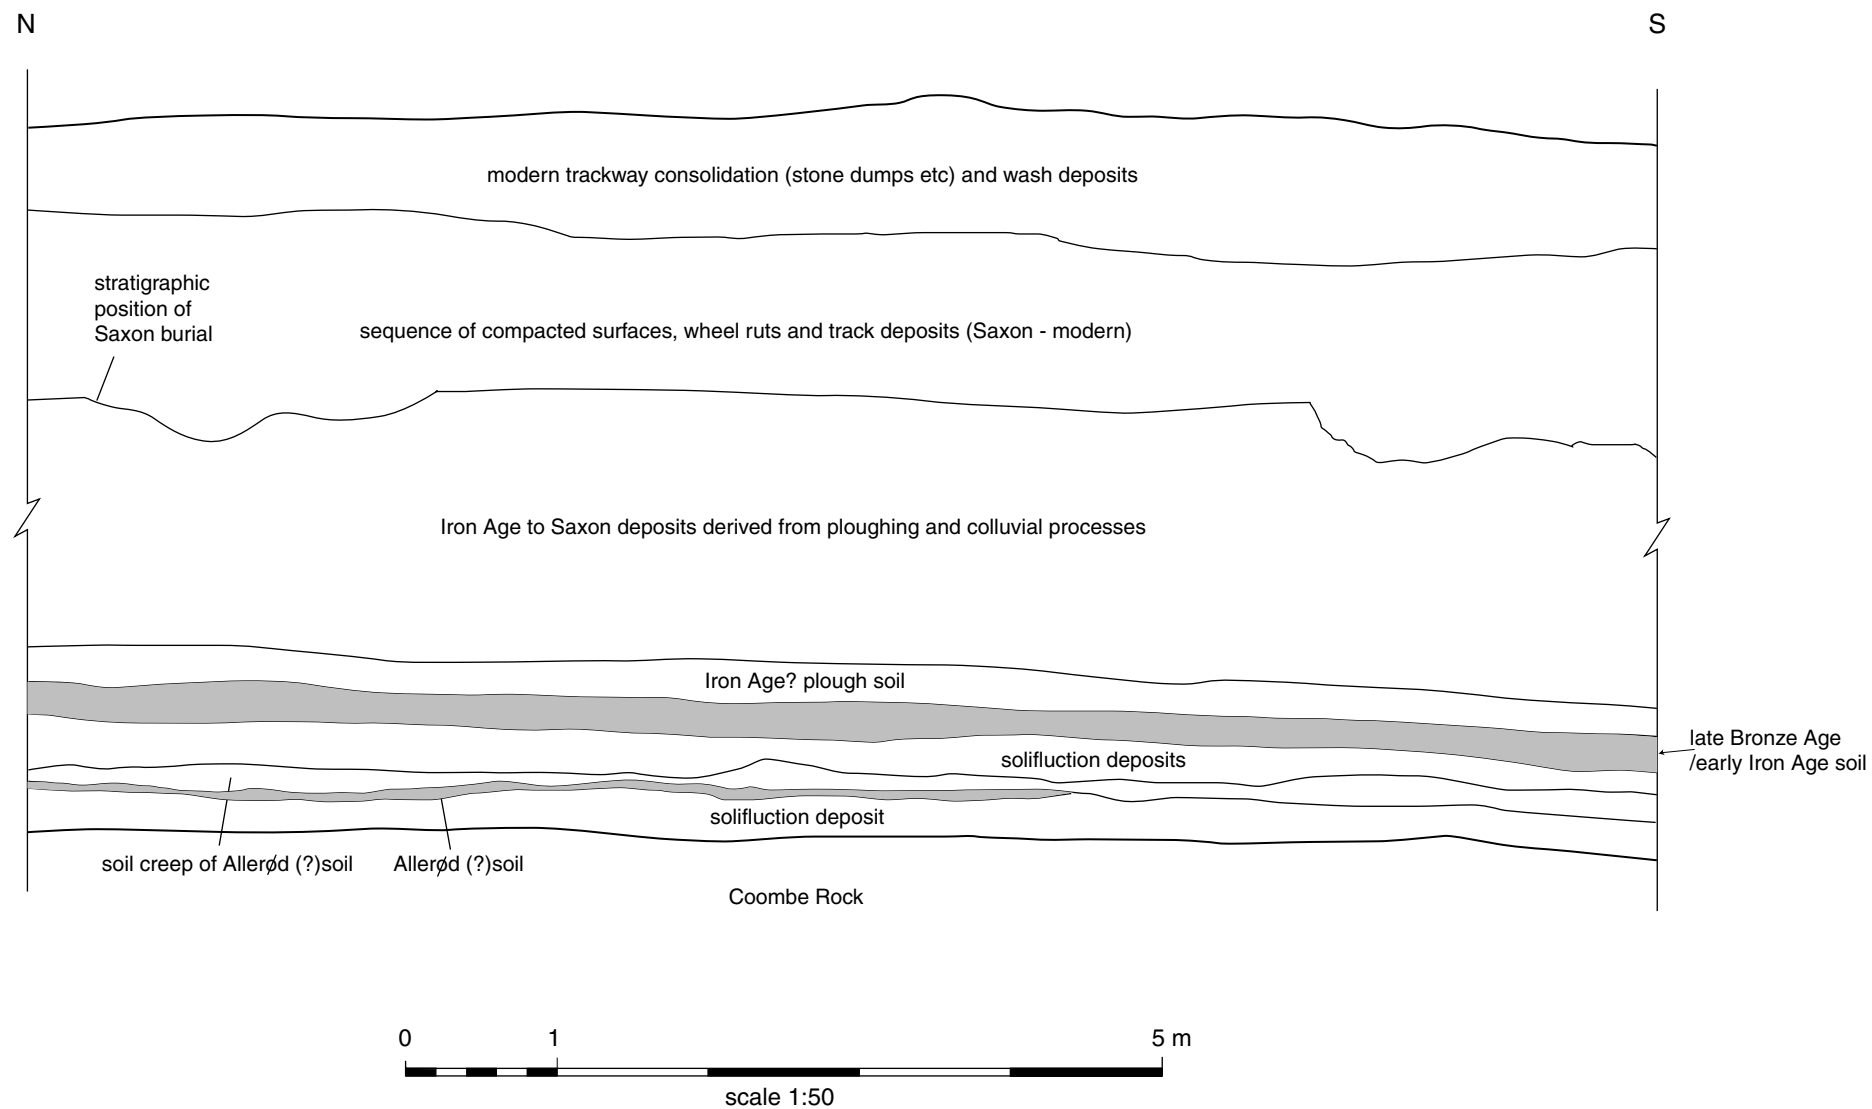 N
S
modern trackway consolidation (stone dumps etc) and wash deposits
stratigraphic
position of
Saxon burial
sequence of compacted surfaces, wheel ruts and track deposits (Saxon - modern)
Iron Age to Saxon deposits derived from ploughing and colluvial processes
Iron Age? plough soil
late Bronze Age
/early Iron Age soil
solifluction deposits
solifluction deposit
soil creep of Allerød (?)soil
Allerød (?)soil
Coombe Rock
0 1 5 m
scale 1:50